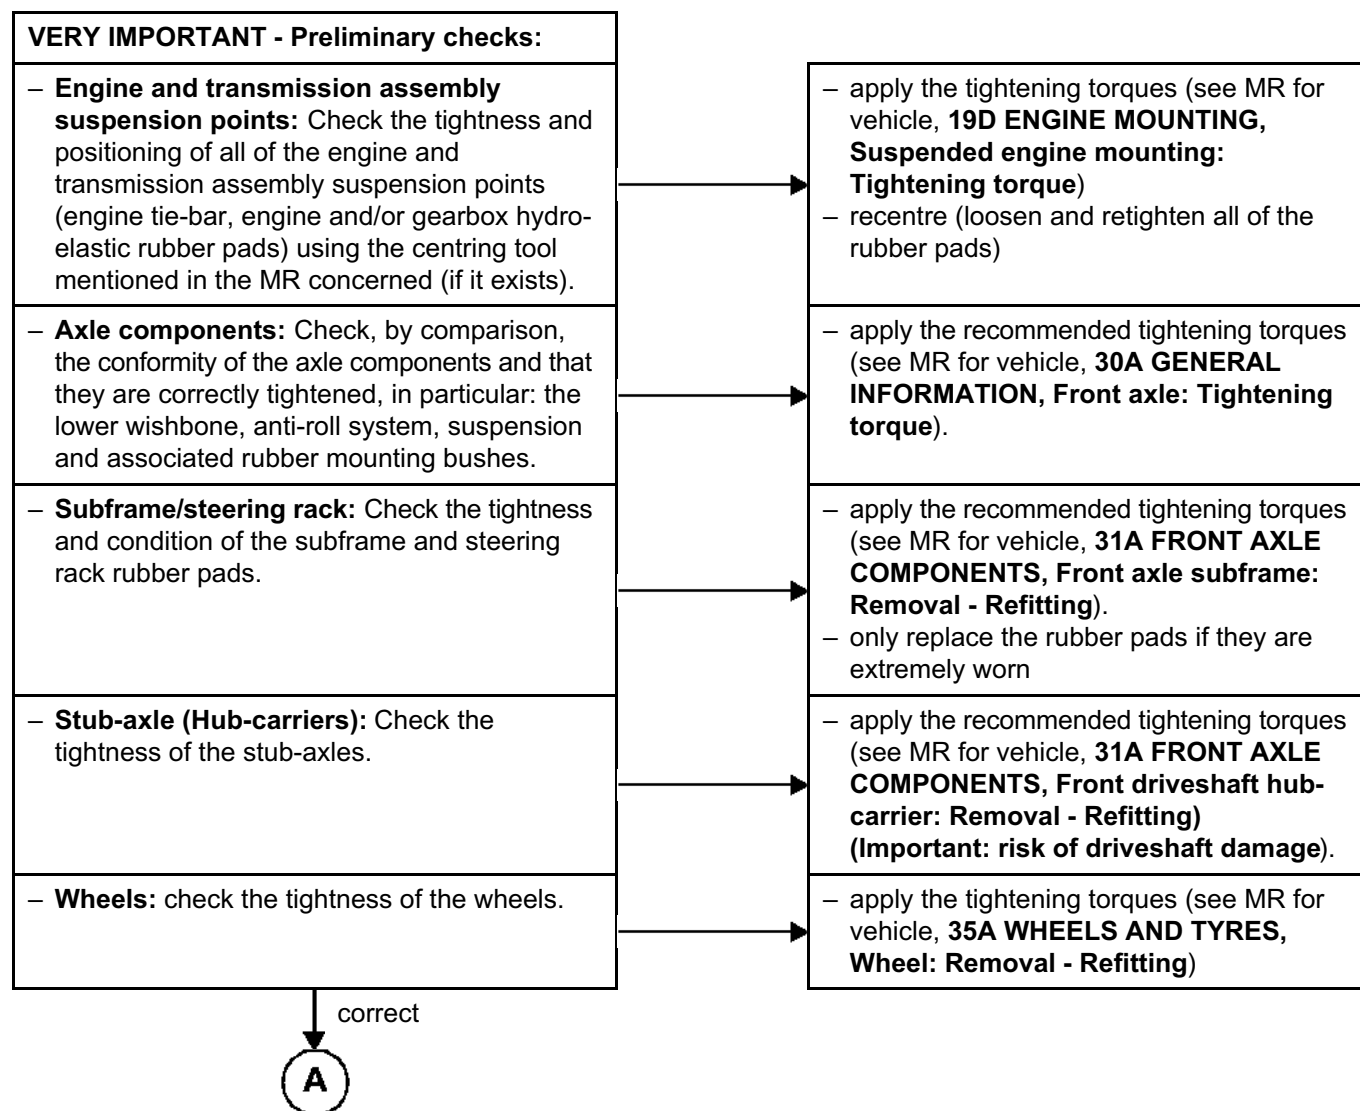 VERY IMPORTANT - Preliminary checks:
– Engine and transmission assembly
suspension points: Check the tightness and
positioning of all of the engine and
transmission assembly suspension points
(engine tie-bar, engine and/or gearbox hydro-
elastic rubber pads) using the centring tool
mentioned in the MR concerned (if it exists).
– apply the tightening torques (see MR for
vehicle, 19D ENGINE MOUNTING,
Suspended engine mounting:
Tightening torque)
– recentre (loosen and retighten all of the
rubber pads)
– Axle components: Check, by comparison,
the conformity of the axle components and that
they are correctly tightened, in particular: the
lower wishbone, anti-roll system, suspension
and associated rubber mounting bushes.
– apply the recommended tightening torques
(see MR for vehicle, 30A GENERAL
INFORMATION, Front axle: Tightening
torque).
– Subframe/steering rack: Check the tightness
and condition of the subframe and steering
rack rubber pads.
– apply the recommended tightening torques
(see MR for vehicle, 31A FRONT AXLE
COMPONENTS, Front axle subframe:
Removal - Refitting).
– only replace the rubber pads if they are
extremely worn
– Stub-axle (Hub-carriers): Check the
tightness of the stub-axles.
– apply the recommended tightening torques
(see MR for vehicle, 31A FRONT AXLE
COMPONENTS, Front driveshaft hub-
carrier: Removal - Refitting)
(Important: risk of driveshaft damage).
– Wheels: check the tightness of the wheels.
– apply the tightening torques (see MR for
vehicle, 35A WHEELS AND TYRES,
Wheel: Removal - Refitting)
correct
A